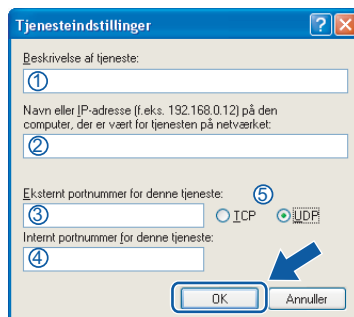 Tjenesteindstillinger
Beskrivelse af tjeneste:
①
Navn eller IP-adresse (f.eks. 192.168.0.12) på den
computer, der er vært for tjenesten på netværket:
②
Eksternt portnummer for denne tjeneste: ⑤
③ TCP UDP
Internt portnummer for denne tjeneste:
④
OK Annuller